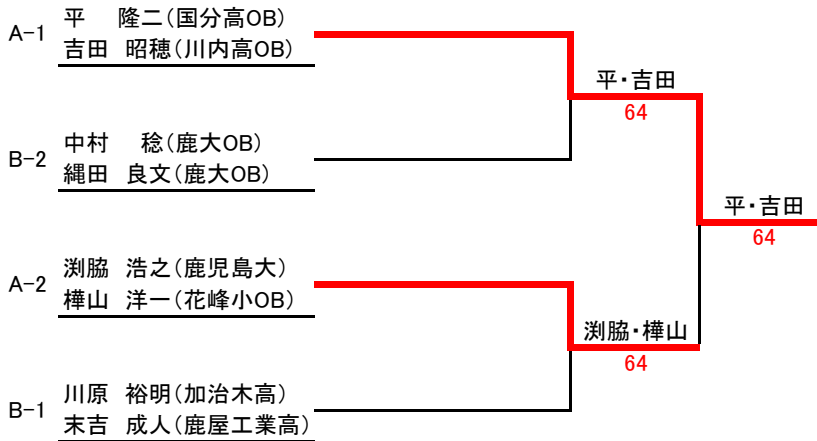 A-1 平 隆二(国分高OB)
吉田 昭穂(川内高OB)
平・吉田
64
B-2 中村 稔(鹿大OB)
縄田 良文(鹿大OB)
平・吉田
64
A-2 渕脇 浩之(鹿児島大)
樺山 洋一(花峰小OB)
渕脇・樺山
64
B-1 川原 裕明(加治木高)
末吉 成人(鹿屋工業高)